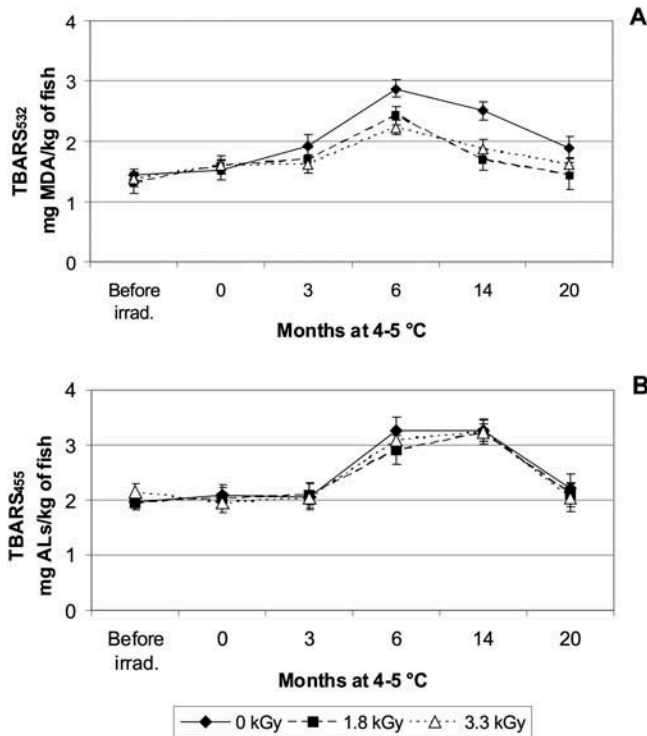 A
TBARS532
mg MDA/kg of fish
4
3
2
1
0
Before
irrad.
0
3
6
14
20
Months at 4-5 °C
B
TBARS455
mg ALs/kg of fish
4
3
2
1
0
Before
irrad.
0
3
6
14
20
Months at 4-5 °C
0 kGy
1.8 kGy
3.3 kGy